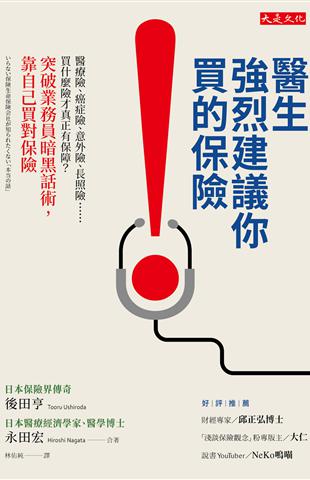 大是文化
醫生
強烈建議你
買的保險
醫療險、癌症險、意外險、長照險……
買什麼險才真正有保障?
突破業務員暗黑話術,
靠自己買對保險
いらない保険生命保険会社が知られたくない「本当の話」
日本保險界傳奇
後田亨 Tooru Ushiroda
日本醫療經濟學家、醫學博士
永田宏 Hiroshi Nagata——合著
林佑純——譯
好|評|推|薦
財經專家/邱正弘博士
「淺談保險觀念」粉專版主/大仁
說書YouTuber/NeKo嗚喵